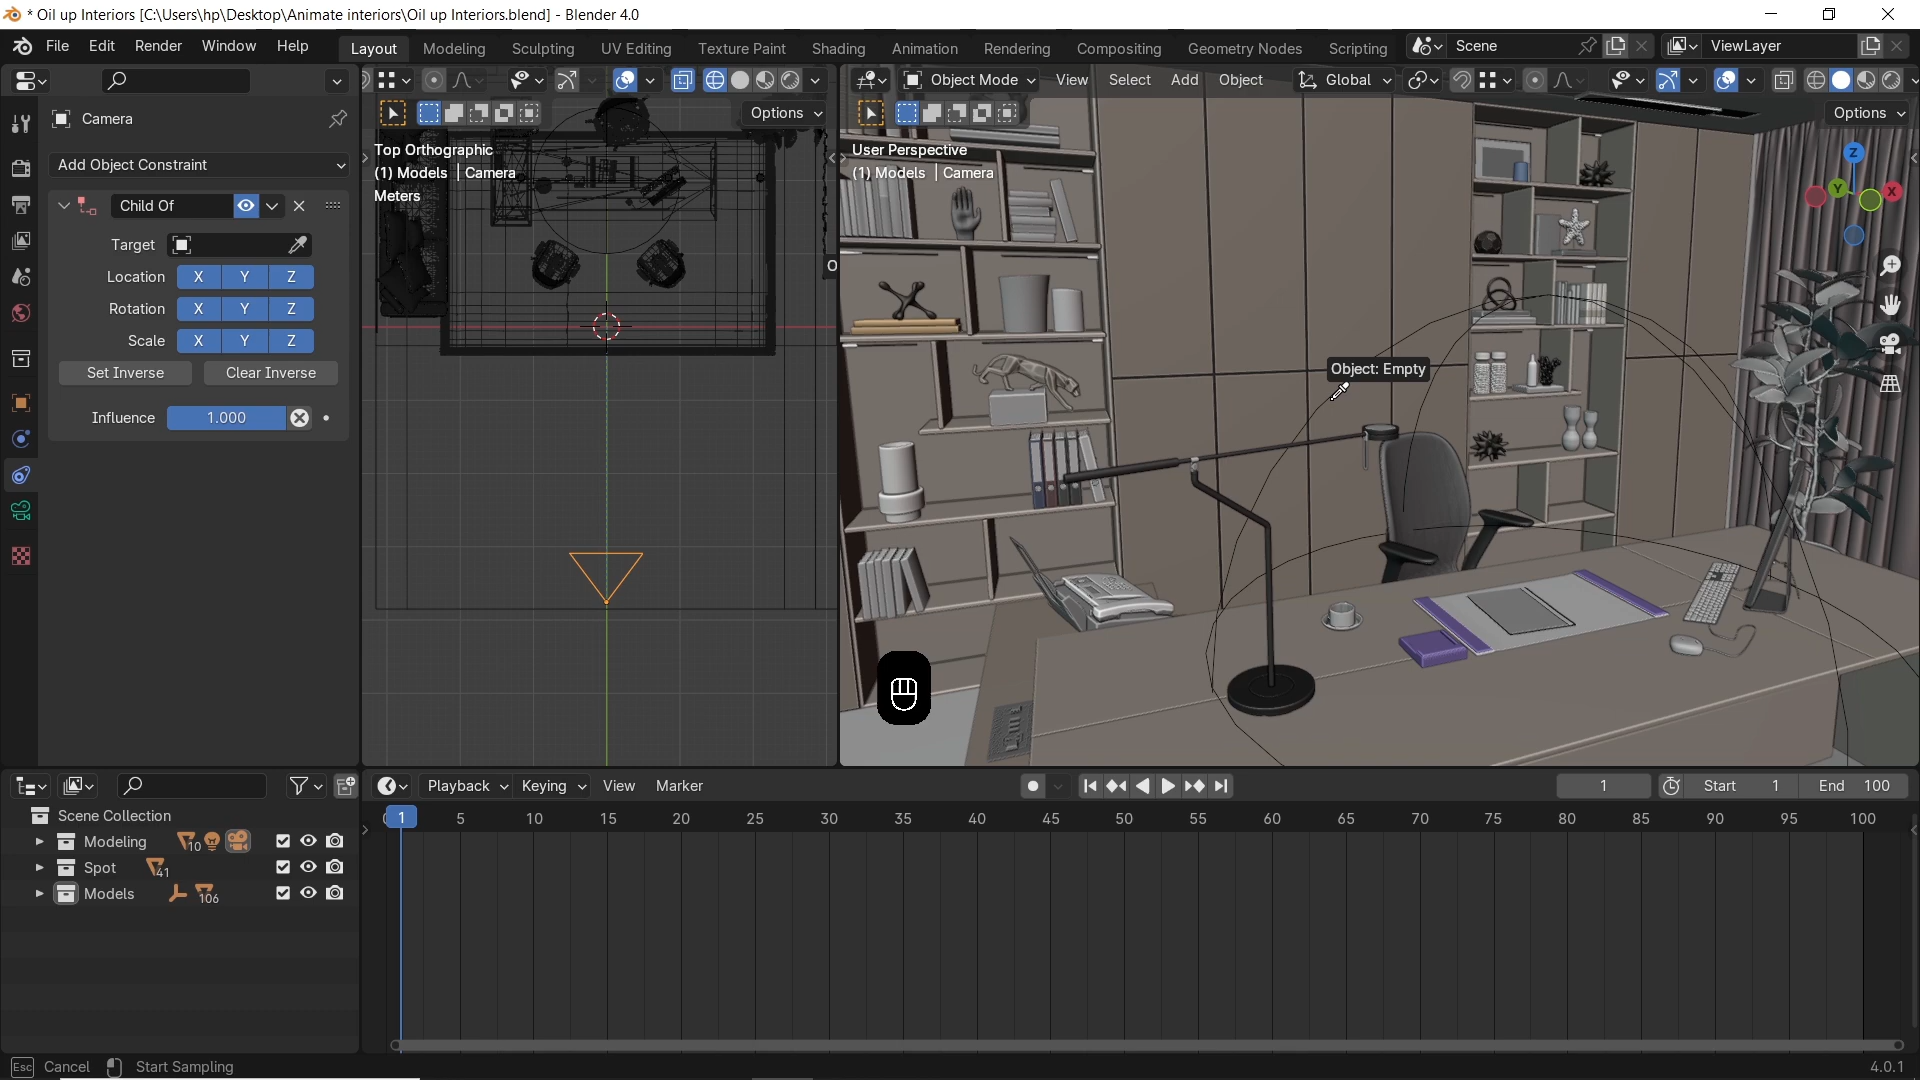 * Oil up Interiors [C:\Users\hp\Desktop\Animate interiors\Oil up Interiors.blend] - Blender 4.0
File Edit Render Window Help Layout Modeling Sculpting UV Editing Texture Paint Shading Animation Rendering Compositing Geometry Nodes Scripting Scene ViewLayer
Object Mode View Select Add Object Global
Camera
Options
Options
Top Orthographic
(1) Models | Camera
Meters
User Perspective
(1) Models | Camera
Z
Y
X
Add Object Constraint
Child Of
Target
Location X Y Z
Rotation X Y Z
Scale X Y Z
Set Inverse Clear Inverse
Influence 1.000
O
Object: Empty
Scene Collection
Modeling 10
Spot 41
Models 106
Playback Keying View Marker
1 Start 1 End 100
0 1 5 10 15 20 25 30 35 40 45 50 55 60 65 70 75 80 85 90 95 100
Esc Cancel Start Sampling
4.0.1